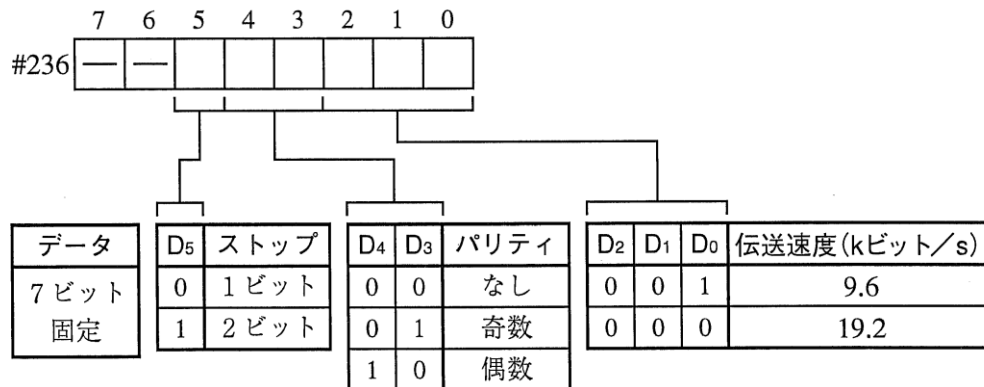 7 6 5 4 3 2 1 0
#236 — —
データ
7ビット
固定
D5 ストップ
0 1ビット
1 2ビット
D4 D3 パリティ
0 0 なし
0 1 奇数
1 0 偶数
D2 D1 D0 伝送速度(kビット/s)
0 0 1 9.6
0 0 0 19.2